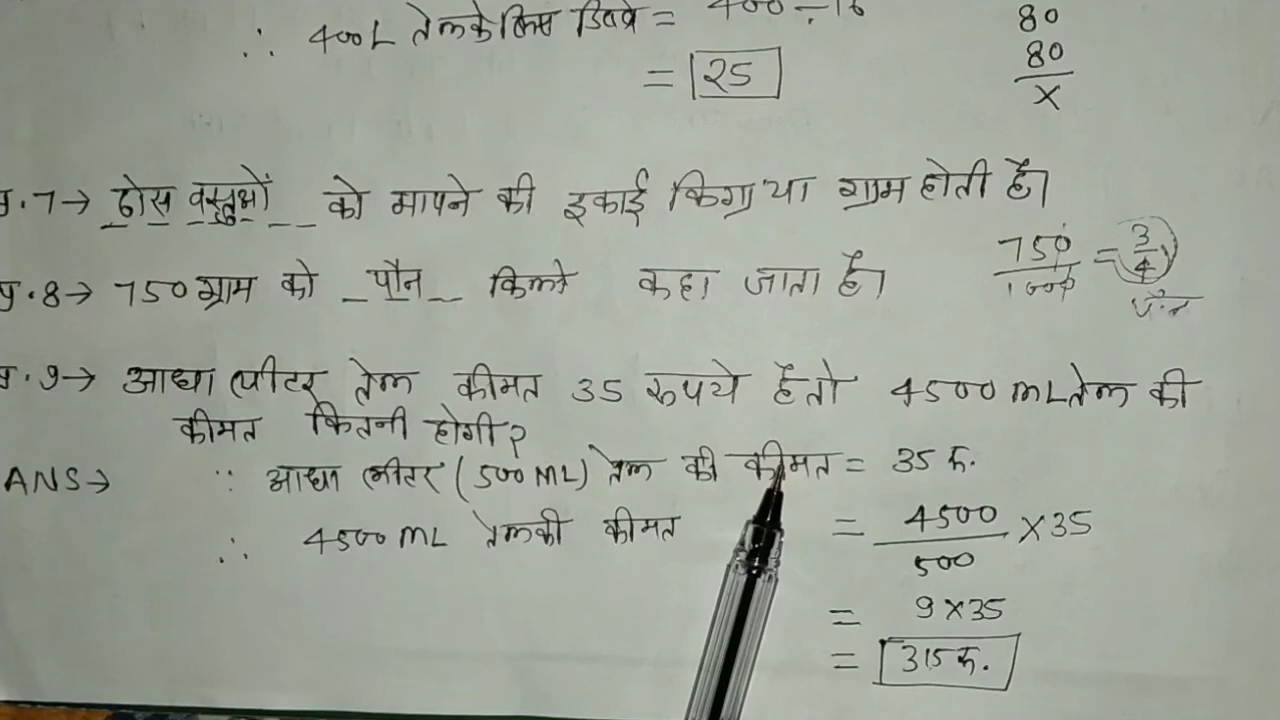 ∴ 400L तेल के लिए डिब्बे = 400 ÷ 16
= 25
80
80
x
प्र.7→ ठोस वस्तुओं को मापने की इकाई किग्रा या ग्राम होती है।
प्र.8→ 750 ग्राम को पौन किलो कहा जाता है।
750/1000 = 3/4
पौन
प्र.9→ आधा लीटर तेल कीमत 35 रूपये है तो 4500 ML तेल की
कीमत कितनी होगी?
ANS→ ∵ आधा लीटर (500 ML) तेल की कीमत = 35 रु.
∴ 4500 ML तेल की कीमत = 4500/500 × 35
= 9 × 35
= 315 रु.